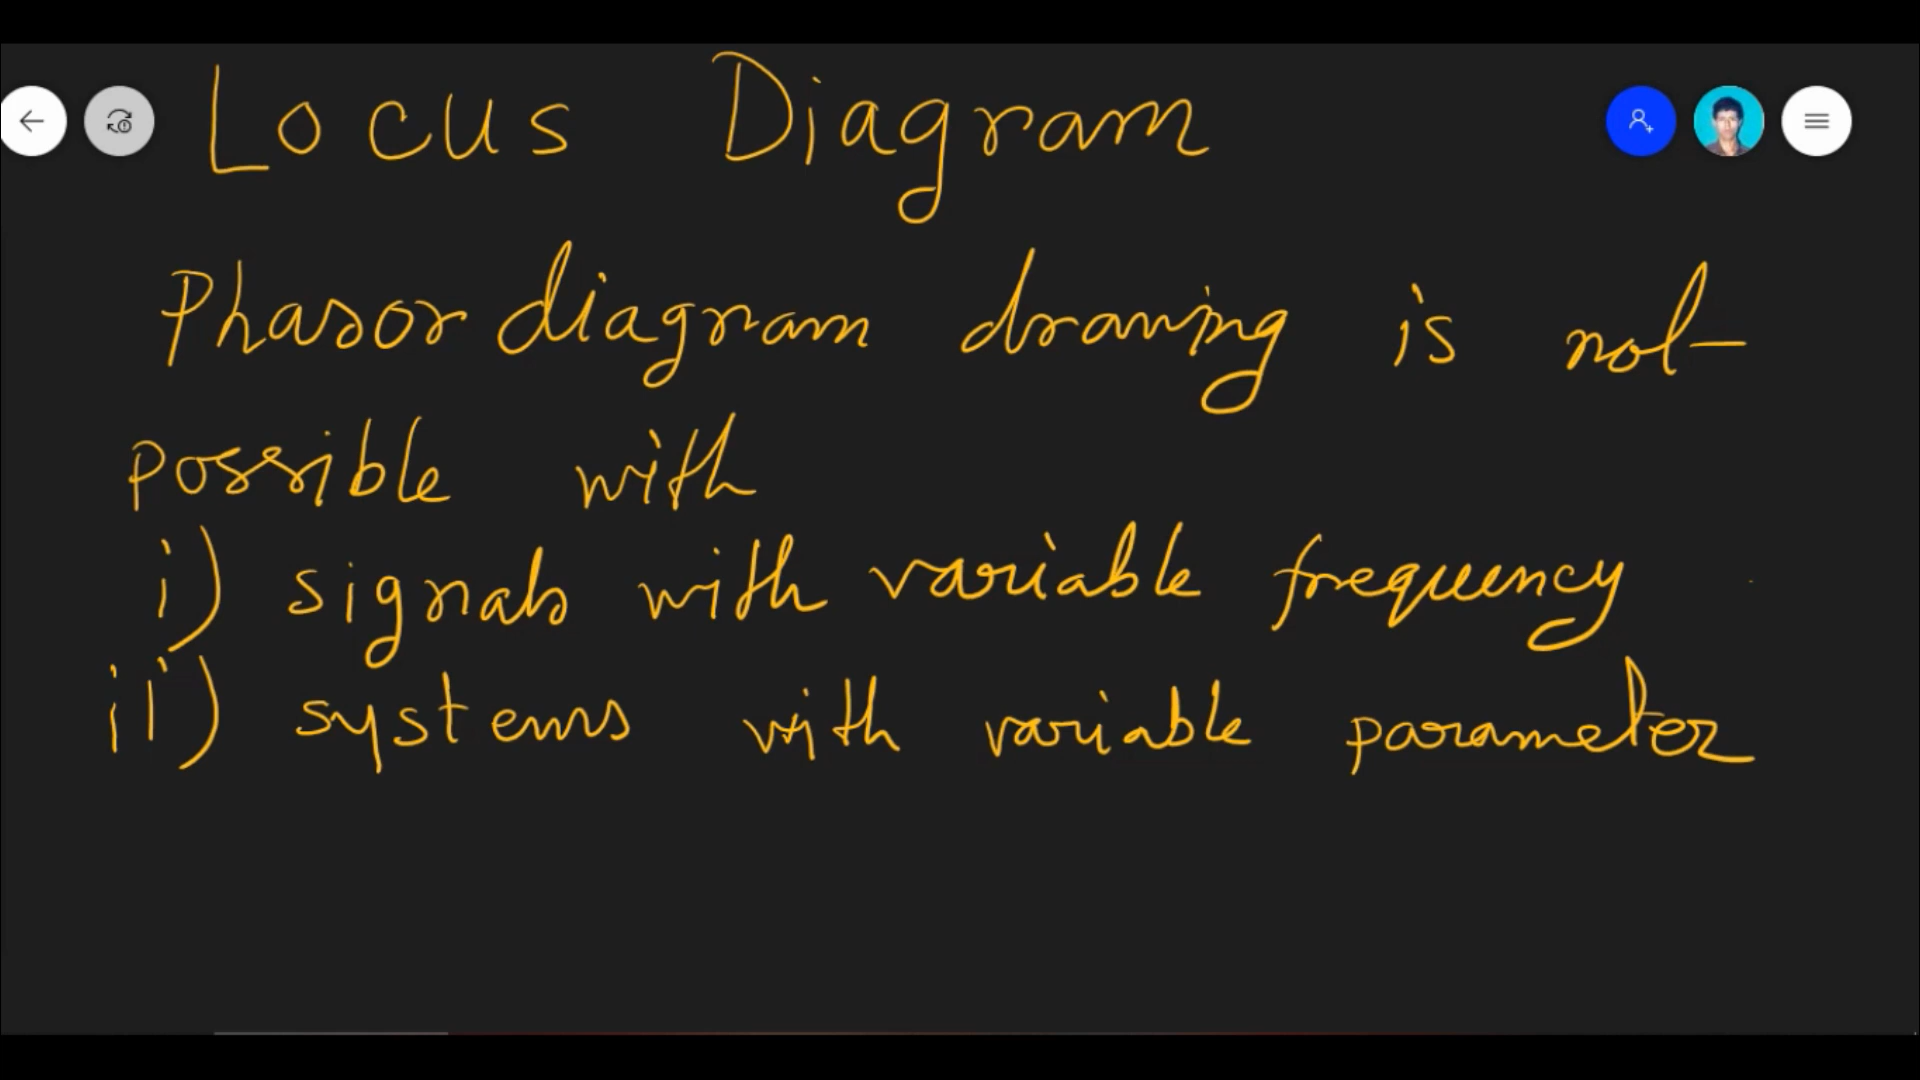 Locus Diagram
Phasor diagram drawing is not
possible with
i) signals with variable frequency
ii) systems with variable parameter